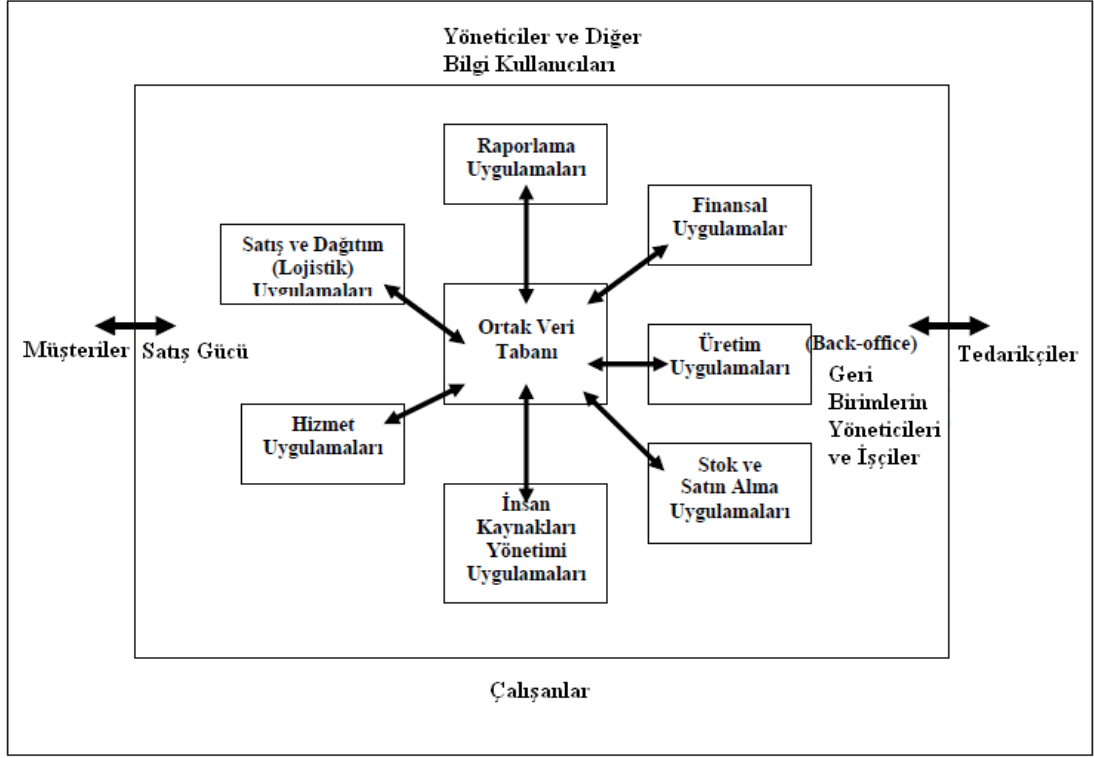 Yöneticiler ve Diğer
Bilgi Kullanıcıları
Raporlama
Uygulamaları
Finansal
Uygulamalar
Satış ve Dağıtım
(Lojistik)
Uygulamaları
Ortak Veri
Tabanı
Müşteriler
Satış Gücü
Üretim
Uygulamaları
(Back-office)
Geri
Birimlerin
Yöneticileri
ve İşçiler
Tedarikçiler
Hizmet
Uygulamaları
Stok ve
Satın Alma
Uygulamaları
İnsan
Kaynakları
Yönetimi
Uygulamaları
Çalışanlar